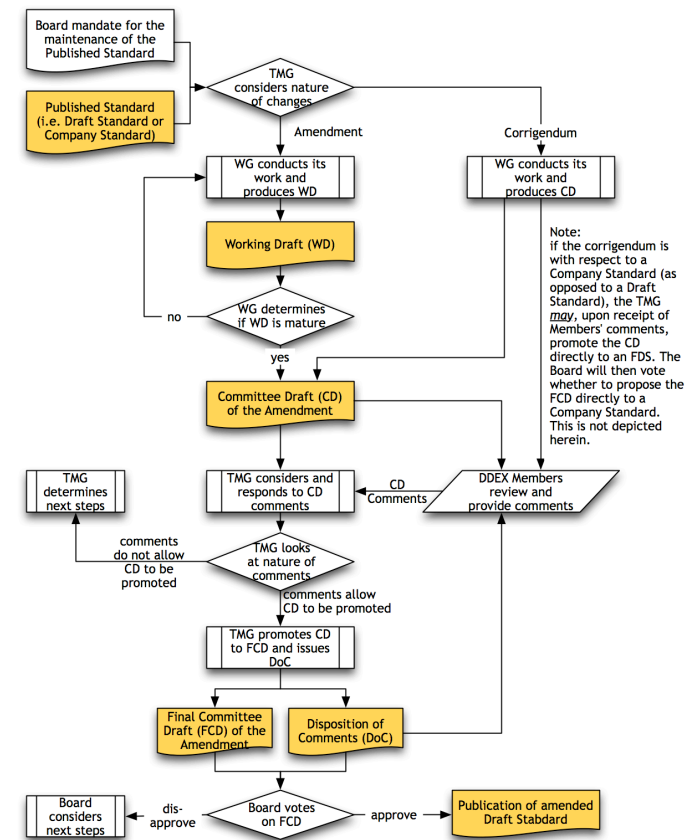 Board mandate for the
maintenance of the
Published Standard
TMG
considers nature
of changes
Published Standard
(i.e. Draft Standard or
Company Standard)
Amendment
Corrigendum
WG conducts its
work and
produces WD
WG conducts its
work and
produces CD
Working Draft (WD)
Note:
if the corrigendum is
with respect to a
Company Standard (as
opposed to a Draft
Standard), the TMG
may, upon receipt of
Members' comments,
promote the CD
directly to an FDS. The
Board will then vote
whether to propose the
FCD directly to a
Company Standard.
This is not depicted
herein.
no
WG determines
if WD is mature
yes
Committee Draft (CD)
of the Amendment
TMG
determines
next steps
TMG considers and
responds to CD
comments
CD
Comments
DDEX Members
review and
provide comments
comments
do not allow
CD to be
promoted
TMG looks
at nature of
comments
comments allow
CD to be promoted
TMG promotes CD
to FCD and issues
DoC
Final Committee
Draft (FCD) of the
Amendment
Disposition of
Comments (DoC)
Board
considers
next steps
dis-
approve
Board votes
on FCD
approve
Publication of amended
Draft Stabdard